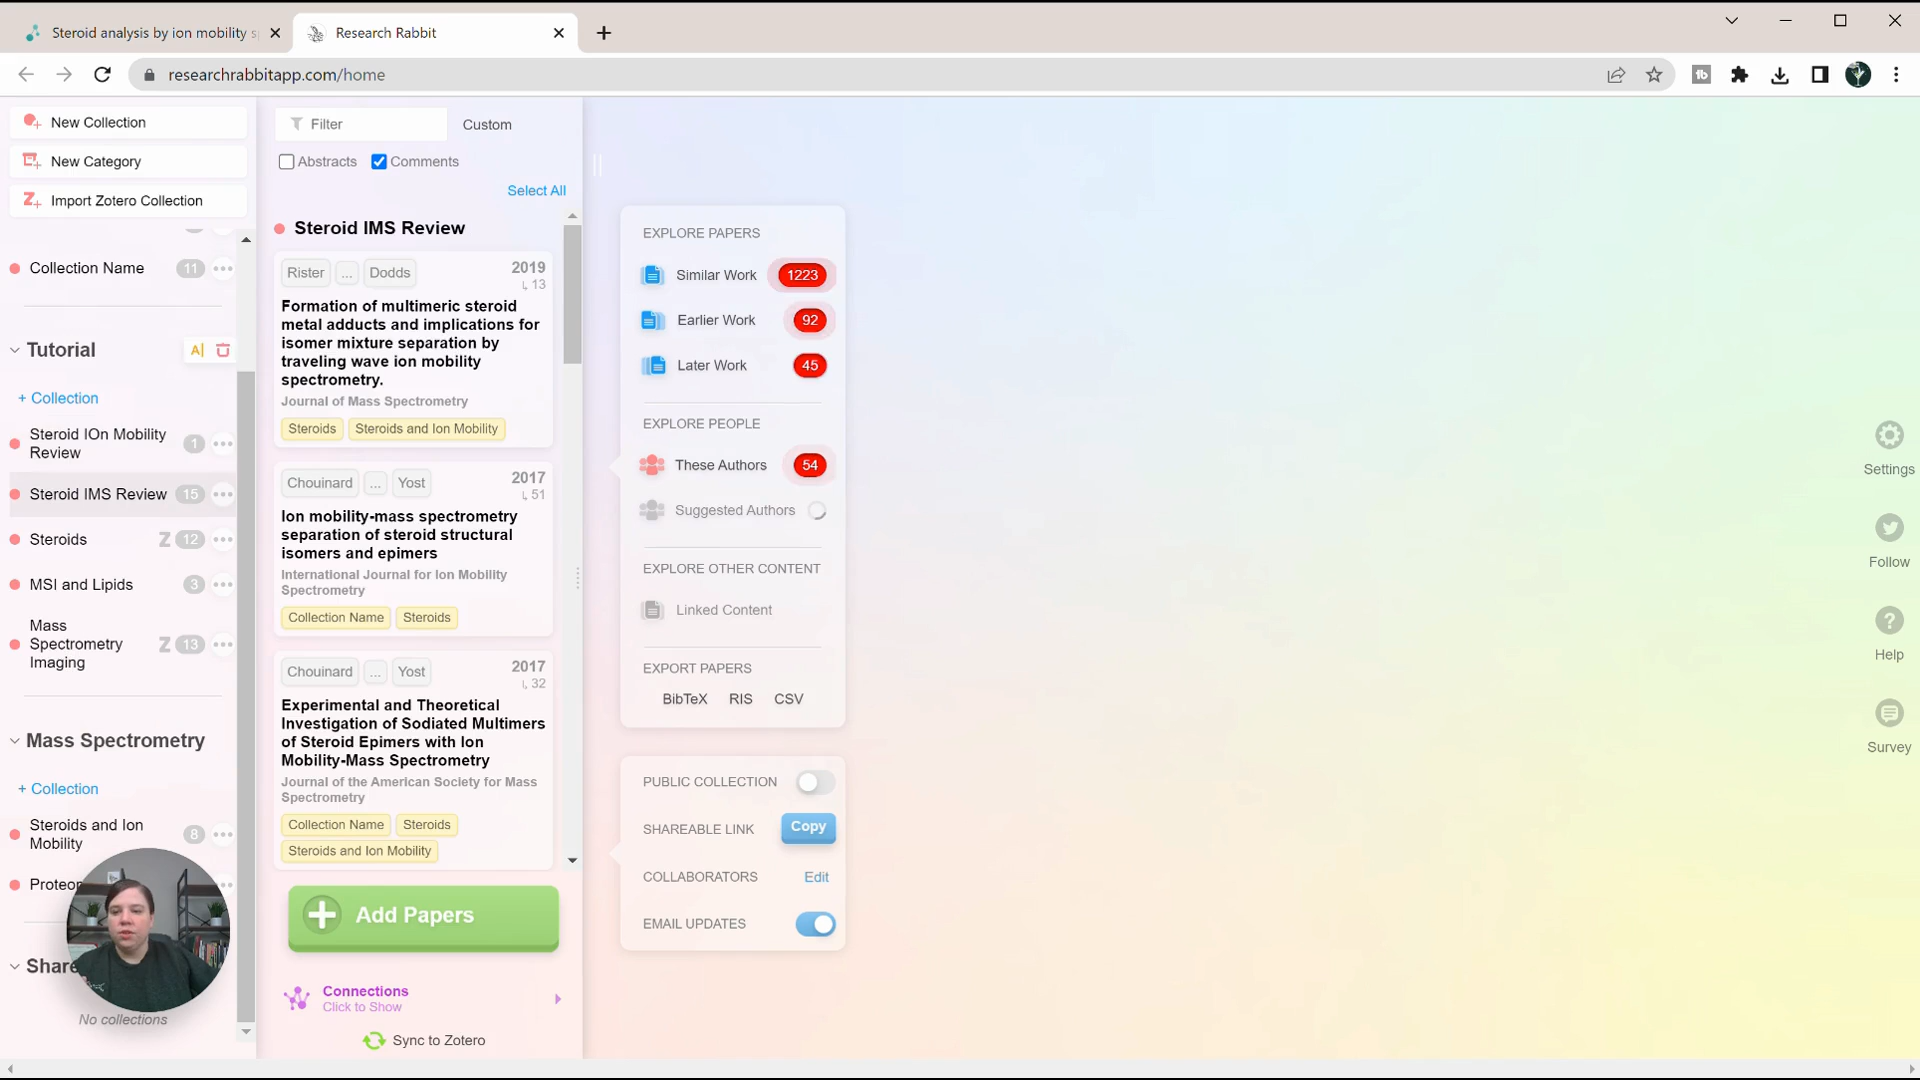 Steroid analysis by ion mobility s
Research Rabbit
researchrabbitapp.com/home
New Collection
New Category
Import Zotero Collection
Collection Name 11
Tutorial
+ Collection
Steroid IOn Mobility
Review
1
Steroid IMS Review 15
Steroids Z 12
MSI and Lipids 3
Mass
Spectrometry
Imaging
Z 13
Mass Spectrometry
+ Collection
Steroids and Ion
Mobility
8
No collections
Filter
Custom
Abstracts
Comments
Select All
Steroid IMS Review
Rister ... Dodds 2019
13
Formation of multimeric steroid
metal adducts and implications for
isomer mixture separation by
traveling wave ion mobility
spectrometry.
Journal of Mass Spectrometry
Steroids Steroids and Ion Mobility
Chouinard ... Yost 2017
51
Ion mobility-mass spectrometry
separation of steroid structural
isomers and epimers
International Journal for Ion Mobility
Spectrometry
Collection Name Steroids
Chouinard ... Yost 2017
32
Experimental and Theoretical
Investigation of Sodiated Multimers
of Steroid Epimers with Ion
Mobility-Mass Spectrometry
Journal of the American Society for Mass
Spectrometry
Collection Name Steroids
Steroids and Ion Mobility
Add Papers
Connections
Click to Show
Sync to Zotero
EXPLORE PAPERS
Similar Work 1223
Earlier Work 92
Later Work 45
EXPLORE PEOPLE
These Authors 54
Suggested Authors
EXPLORE OTHER CONTENT
Linked Content
EXPORT PAPERS
BibTeX RIS CSV
PUBLIC COLLECTION
SHAREABLE LINK Copy
COLLABORATORS Edit
EMAIL UPDATES
Settings
Follow
Help
Survey